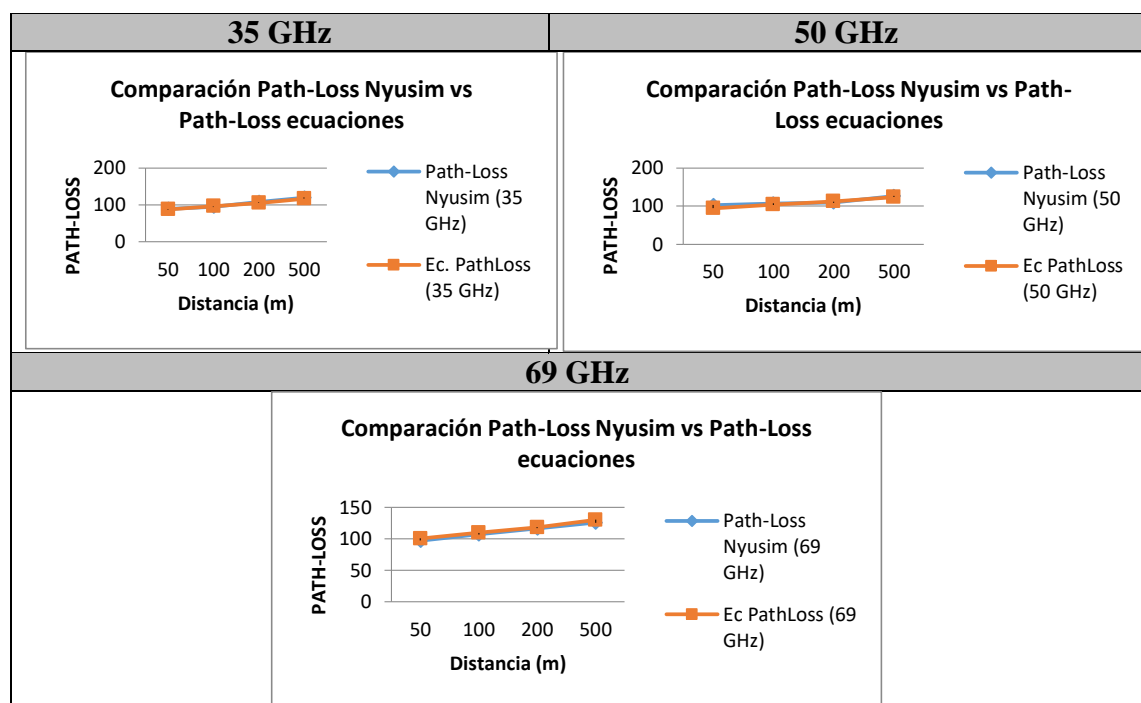 35 GHz
50 GHz
Comparación Path-Loss Nyusim vs
Path-Loss ecuaciones
PATH-LOSS
200
100
0
50 100 200 500
Distancia (m)
Path-Loss
Nyusim (35
GHz)
Ec. PathLoss
(35 GHz)
Comparación Path-Loss Nyusim vs Path-
Loss ecuaciones
PATH-LOSS
200
100
0
50 100 200 500
Distancia (m)
Path-Loss
Nyusim (50
GHz)
Ec PathLoss
(50 GHz)
69 GHz
Comparación Path-Loss Nyusim vs Path-Loss
ecuaciones
PATH-LOSS
150
100
50
0
50 100 200 500
Distancia (m)
Path-Loss
Nyusim (69
GHz)
Ec PathLoss (69
GHz)